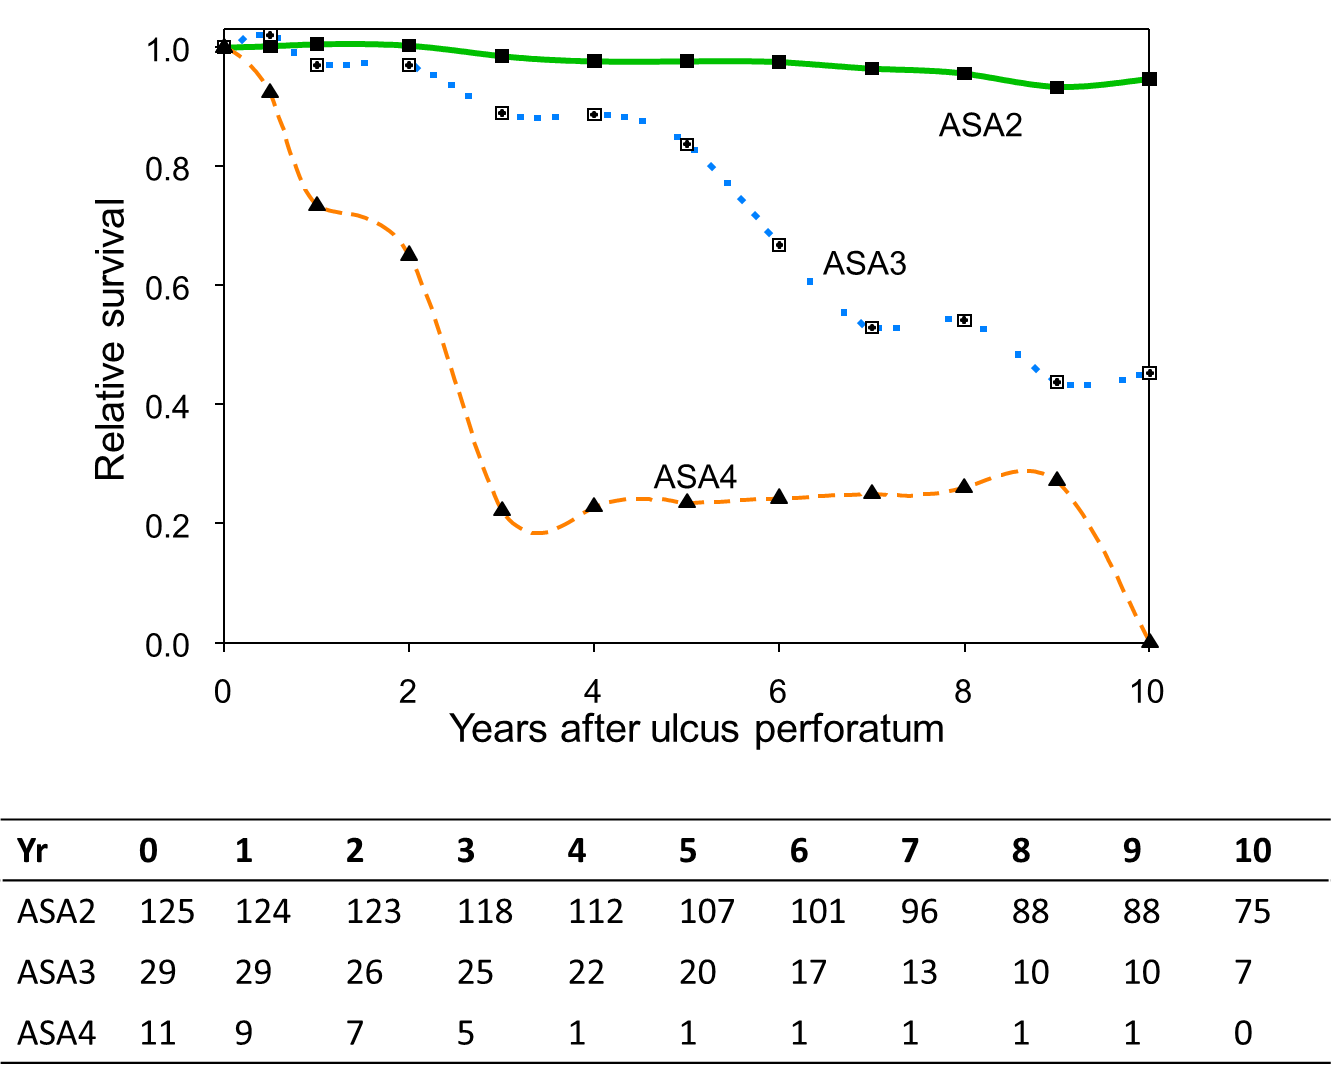 1.0
ASA2
0.8
ASA3
0.6
Relative survival
0.4
ASA4
0.2
0.0
0 2 4 6 8 10
Years after ulcus perforatum
Yr 0 1 2 3 4 5 6 7 8 9 10
ASA2 125 124 123 118 112 107 101 96 88 88 75
ASA3 29 29 26 25 22 20 17 13 10 10 7
ASA4 11 9 7 5 1 1 1 1 1 1 0